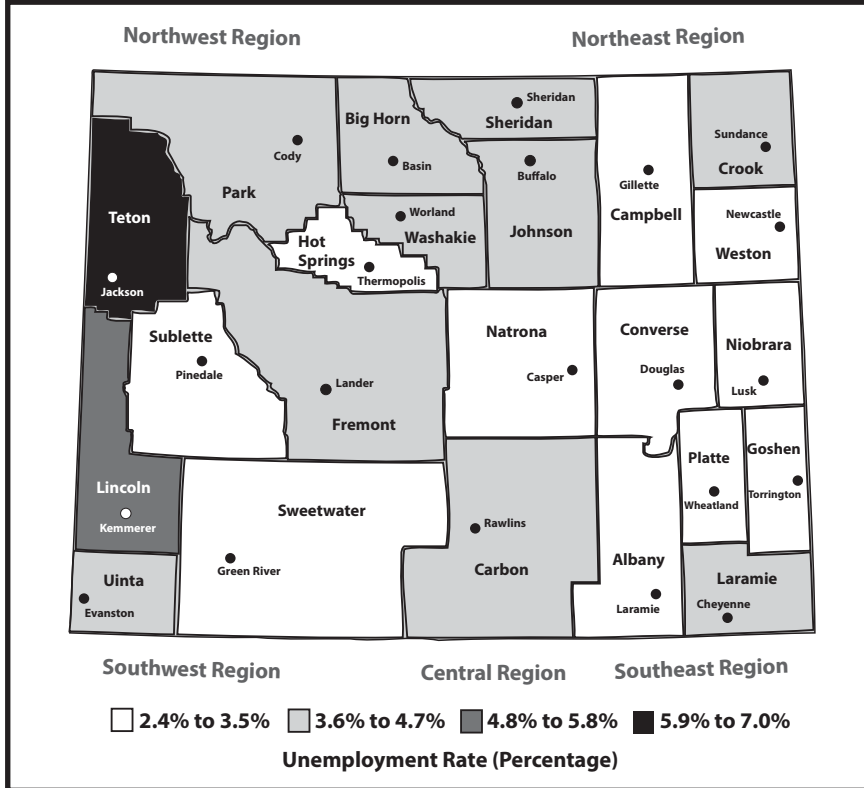 Northwest Region
Northeast Region
Sheridan
Sheridan
Big Horn
Basin
Cody
Park
Sundance
Crook
Buffalo
Johnson
Gillette
Campbell
Newcastle
Weston
Teton
Jackson
Worland
Washakie
Hot
Springs
Thermopolis
Sublette
Pinedale
Lander
Fremont
Natrona
Casper
Converse
Douglas
Niobrara
Lusk
Lincoln
Kemmerer
Sweetwater
Green River
Rawlins
Carbon
Platte
Wheatland
Goshen
Torrington
Albany
Laramie
Laramie
Cheyenne
Uinta
Evanston
Southwest Region
Central Region
Southeast Region
2.4% to 3.5%
3.6% to 4.7%
4.8% to 5.8%
5.9% to 7.0%
Unemployment Rate (Percentage)